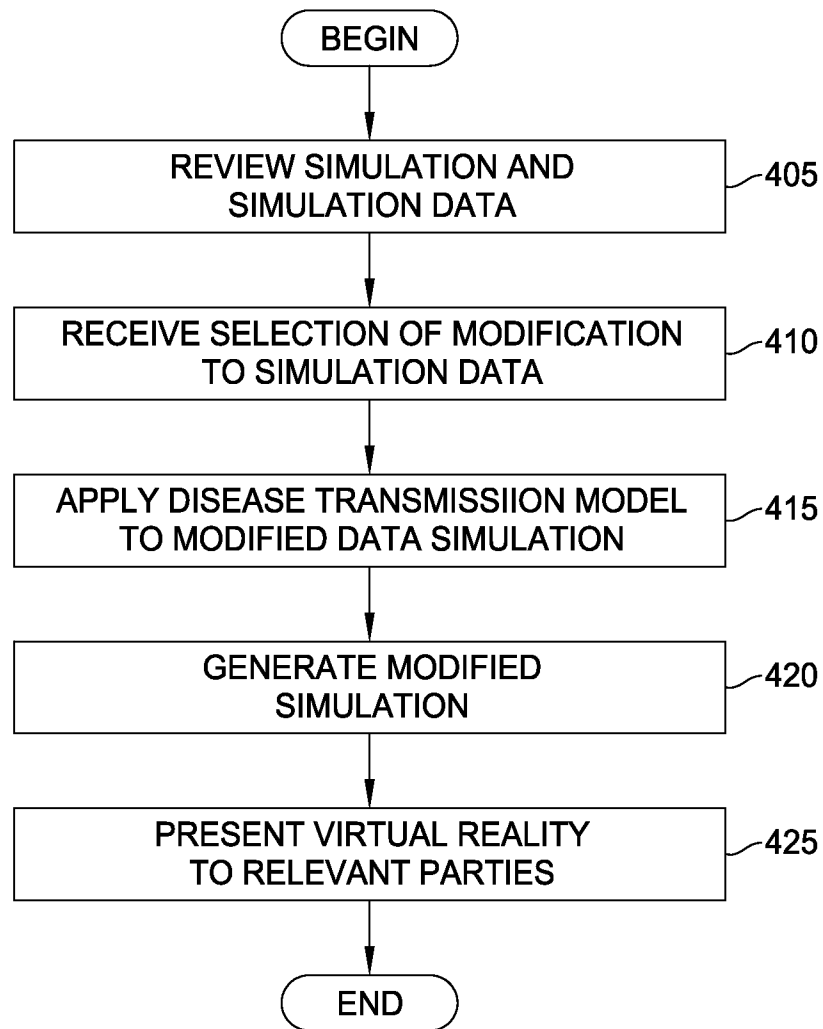 BEGIN
REVIEW SIMULATION AND
SIMULATION DATA
405
RECEIVE SELECTION OF MODIFICATION
TO SIMULATION DATA
410
APPLY DISEASE TRANSMISSIION MODEL
TO MODIFIED DATA SIMULATION
415
GENERATE MODIFIED
SIMULATION
420
PRESENT VIRTUAL REALITY
TO RELEVANT PARTIES
425
END